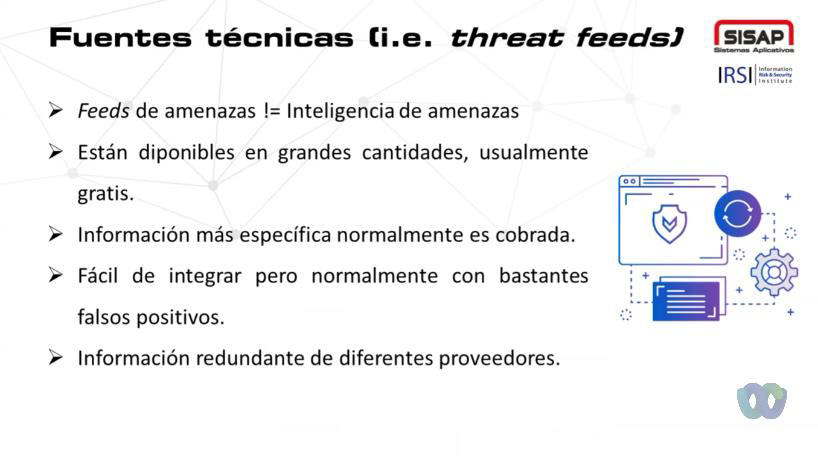 Fuentes técnicas (i.e. threat feeds)
SISAP
Sistemas Aplicativos
IRSI Information
Risk & Security
Institute
➢ Feeds de amenazas != Inteligencia de amenazas
➢ Están diponibles en grandes cantidades, usualmente
gratis.
➢ Información más específica normalmente es cobrada.
➢ Fácil de integrar pero normalmente con bastantes
falsos positivos.
➢ Información redundante de diferentes proveedores.